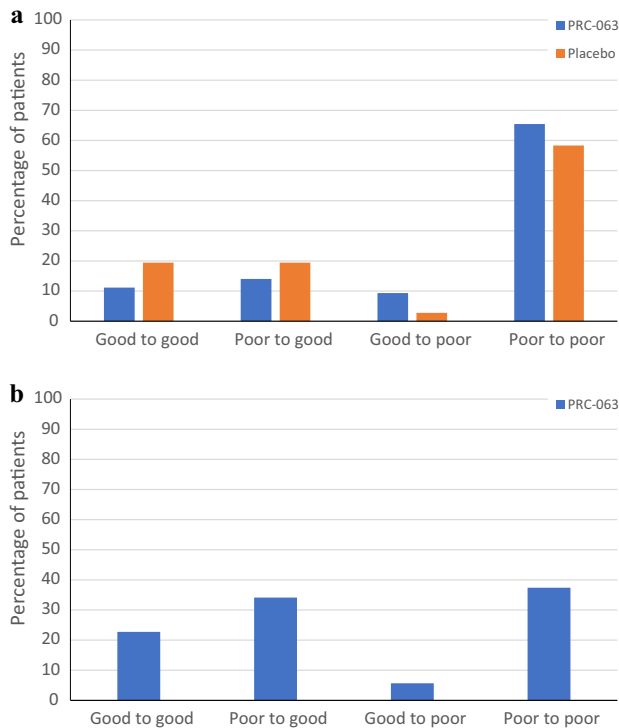 a
PRC-063
Placebo
Percentage of patients
100
90
80
70
60
50
40
30
20
10
0
Good to good
Poor to good
Good to poor
Poor to poor
b
PRC-063
Percentage of patients
100
90
80
70
60
50
40
30
20
10
0
Good to good
Poor to good
Good to poor
Poor to poor